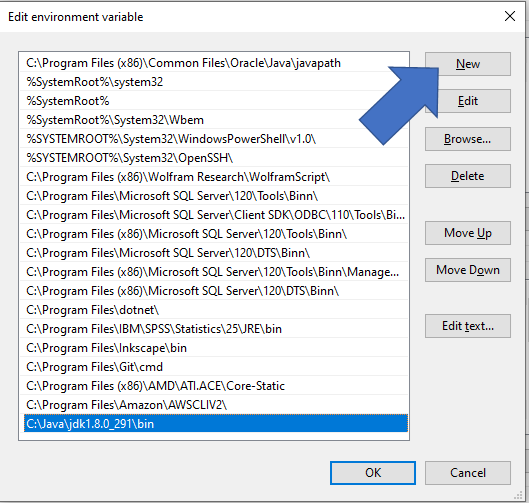 Edit environment variable
C:\Program Files (x86)\Common Files\Oracle\Java\javapath
%SystemRoot%\system32
%SystemRoot%
%SystemRoot%\System32\Wbem
%SYSTEMROOT%\System32\WindowsPowerShell\v1.0\
%SYSTEMROOT%\System32\OpenSSH\
C:\Program Files (x86)\Wolfram Research\WolframScript\
C:\Program Files\Microsoft SQL Server\120\Tools\Binn\
C:\Program Files\Microsoft SQL Server\Client SDK\ODBC\110\Tools\Bi...
C:\Program Files (x86)\Microsoft SQL Server\120\Tools\Binn\
C:\Program Files\Microsoft SQL Server\120\DTS\Binn\
C:\Program Files (x86)\Microsoft SQL Server\120\Tools\Binn\Manage...
C:\Program Files (x86)\Microsoft SQL Server\120\DTS\Binn\
C:\Program Files\dotnet\
C:\Program Files\IBM\SPSS\Statistics\25\JRE\bin
C:\Program Files\Inkscape\bin
C:\Program Files\Git\cmd
C:\Program Files (x86)\AMD\ATI.ACE\Core-Static
C:\Program Files\Amazon\AWSCLIV2\
C:\Java\jdk1.8.0_291\bin
New
Edit
Browse...
Delete
Move Up
Move Down
Edit text...
OK
Cancel